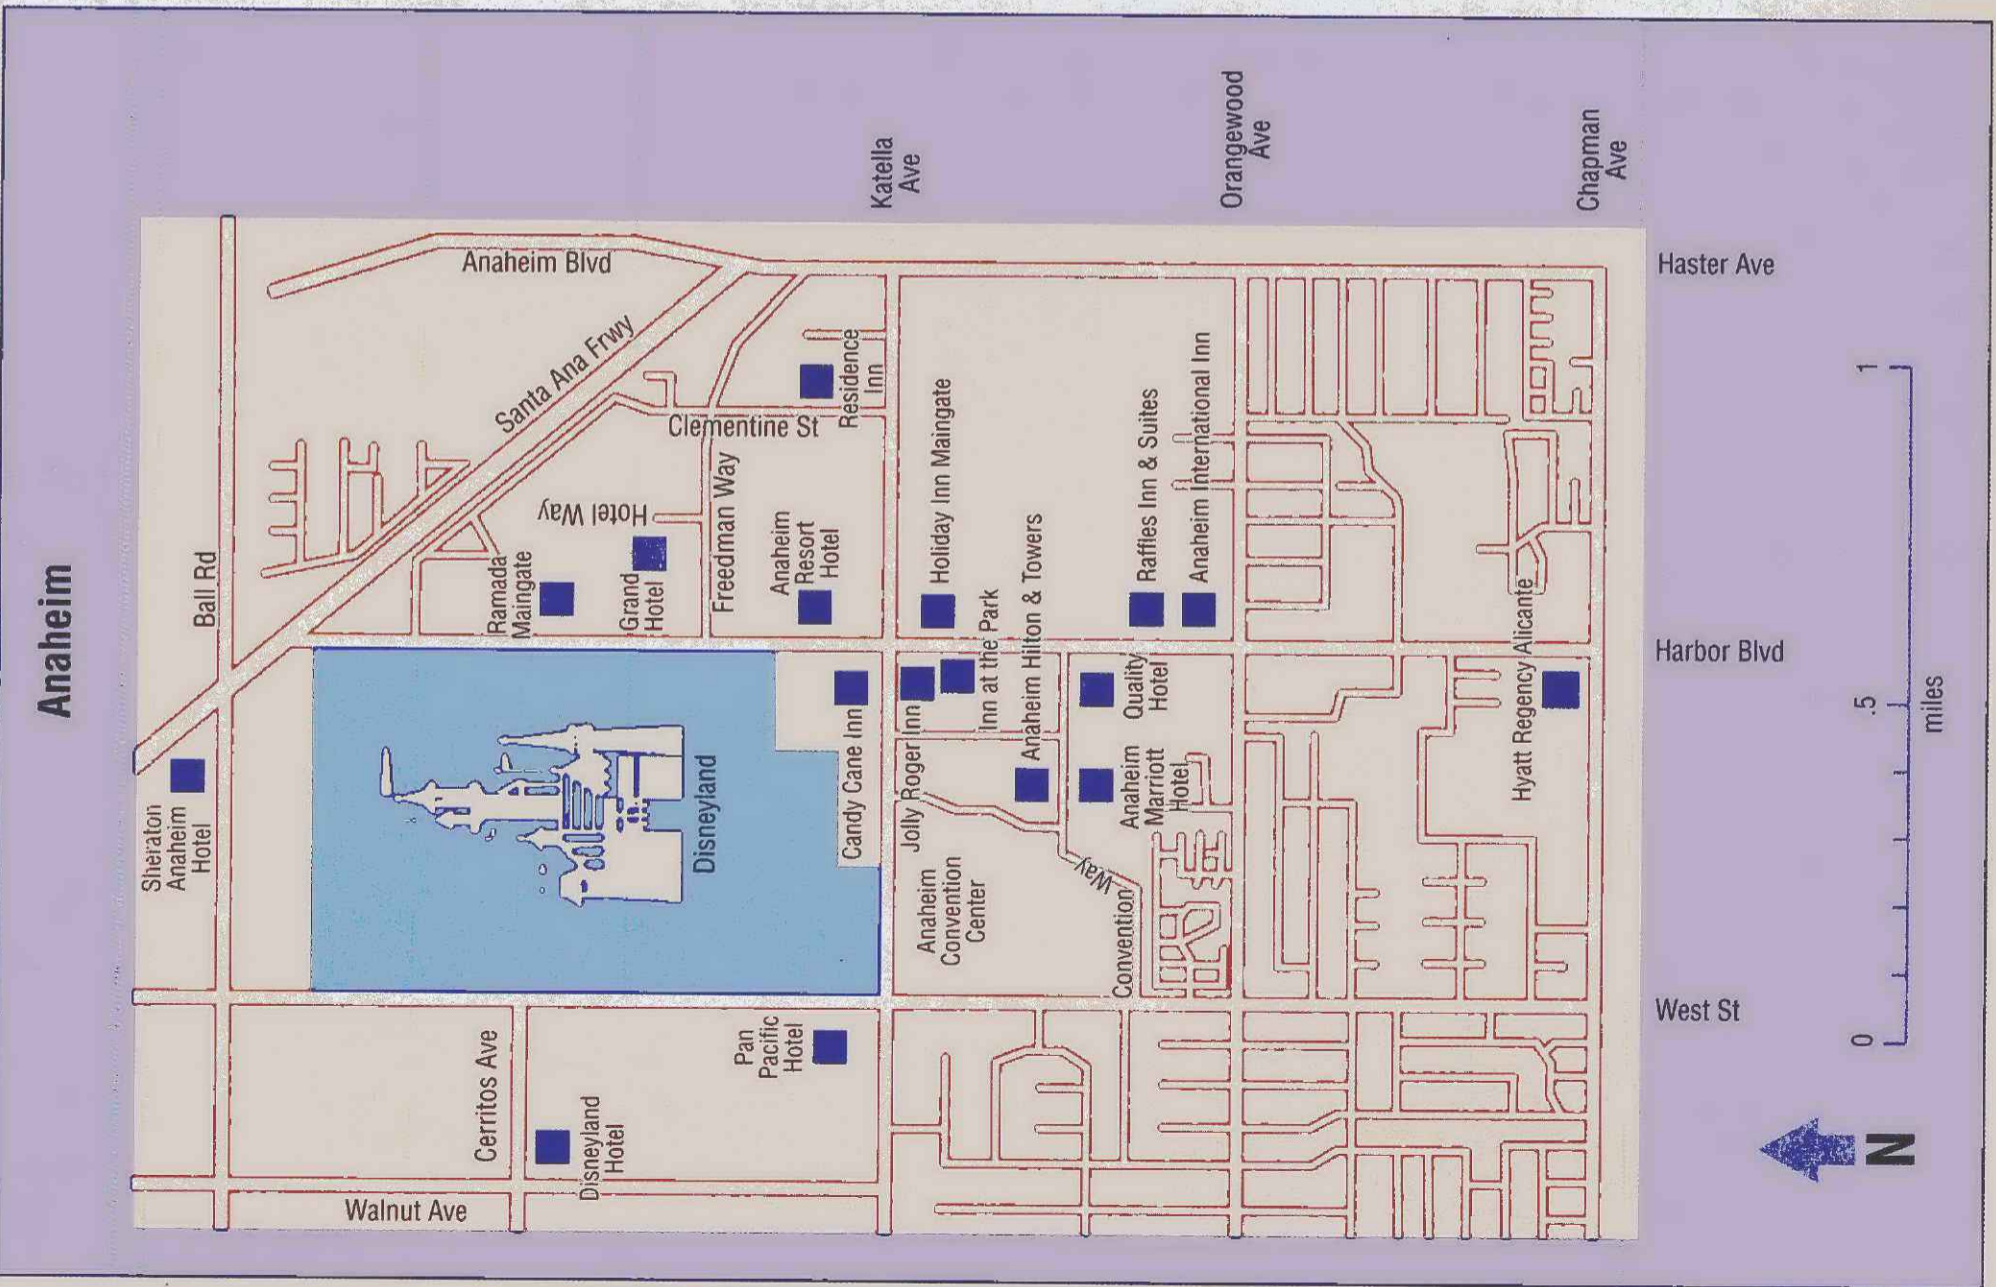 Anaheim
Katella
Ave
Orangewood
Ave
Chapman
Ave
Haster Ave
Harbor Blvd
West St
Ball Rd
Anaheim Blvd
Santa Ana Frwy
Clementine St
Residence
Inn
Hotel Way
Freedman Way
Ramada
Maingate
Grand
Hotel
Anaheim
Resort
Hotel
Holiday Inn Maingate
Inn at the Park
Anaheim Hilton & Towers
Raffles Inn & Suites
Anaheim International Inn
Sheraton
Anaheim
Hotel
Disneyland
Candy Cane Inn
Jolly Roger Inn
Quality
Hotel
Anaheim
Marriott
Hotel
Hyatt Regency Alicante
Anaheim
Convention
Center
Convention Way
Cerritos Ave
Disneyland
Hotel
Pan
Pacific
Hotel
Walnut Ave
0 .5 1
miles
N